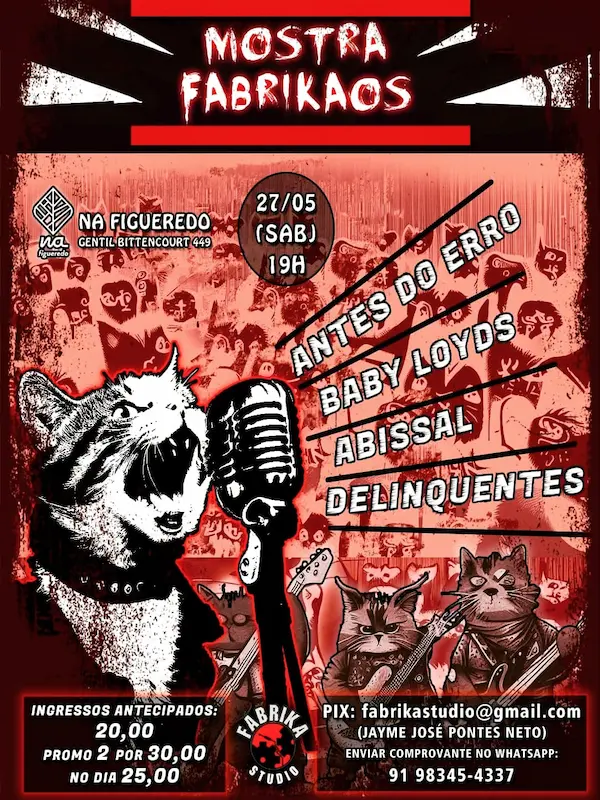 MOSTRA
FABRIKAOS
na
figueredo
NA FIGUEREDO
GENTIL BITTENCOURT 449
27/05
(SAB)
19H
ANTES DO ERRO
BABY LOYDS
ABISSAL
DELINQUENTES
INGRESSOS ANTECIPADOS:
20,00
PROMO 2 POR 30,00
NO DIA 25,00
FABRIKA
STUDIO
PIX: fabrikastudio@gmail.com
(JAYME JOSÉ PONTES NETO)
ENVIAR COMPROVANTE NO WHATSAPP:
91 98345-4337